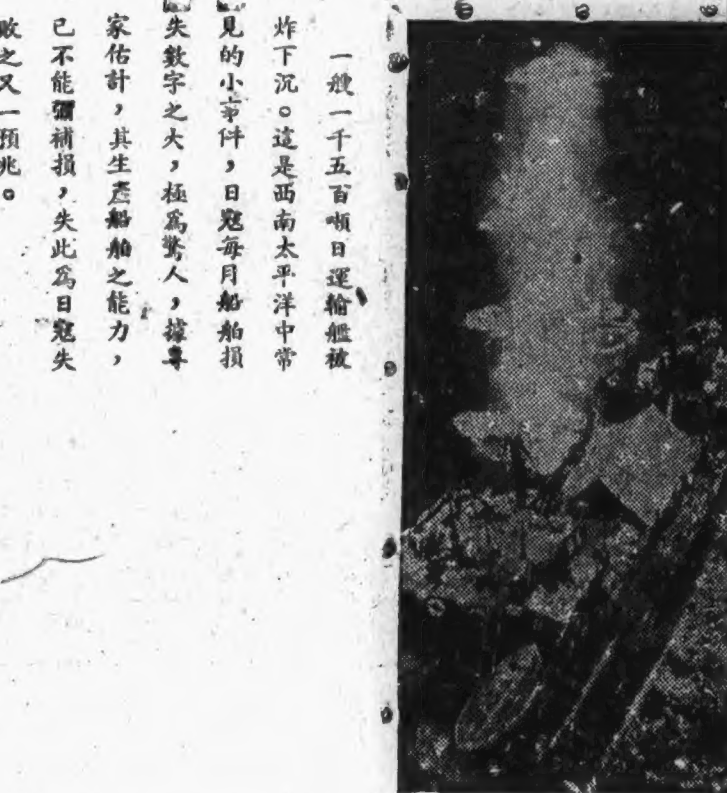 一艘一千五百噸日運輸艦被
炸下沉。這是西南太平洋中常
見的小事件，日寇每月船舶損
失數字之大，極爲驚人，據專
家估計，其生產船舶之能力，
已不能彌補損，失此爲日寇失
敗之又一預兆。